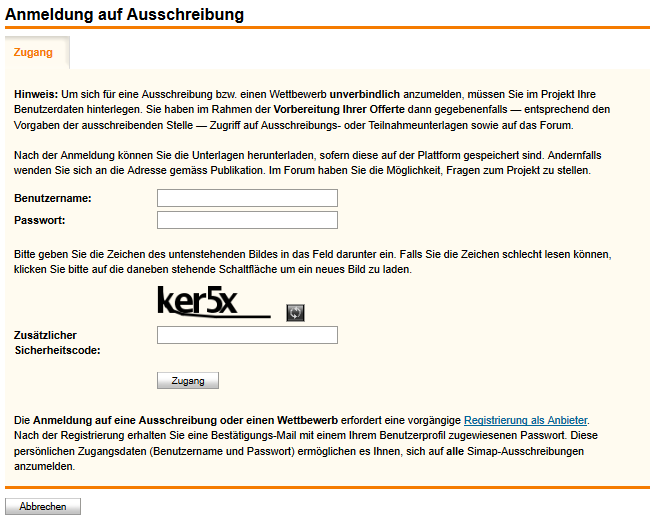 Anmeldung auf Ausschreibung
Zugang
Hinweis: Um sich für eine Ausschreibung bzw. einen Wettbewerb unverbindlich anzumelden, müssen Sie im Projekt Ihre
Benutzerdaten hinterlegen. Sie haben im Rahmen der Vorbereitung Ihrer Offerte dann gegebenenfalls — entsprechend den
Vorgaben der ausschreibenden Stelle — Zugriff auf Ausschreibungs- oder Teilnahmeunterlagen sowie auf das Forum.
Nach der Anmeldung können Sie die Unterlagen herunterladen, sofern diese auf der Plattform gespeichert sind. Andernfalls
wenden Sie sich an die Adresse gemäss Publikation. Im Forum haben Sie die Möglichkeit, Fragen zum Projekt zu stellen.
Benutzername:
Passwort:
Bitte geben Sie die Zeichen des untenstehenden Bildes in das Feld darunter ein. Falls Sie die Zeichen schlecht lesen können,
klicken Sie bitte auf die daneben stehende Schaltfläche um ein neues Bild zu laden.
ker5x
Zusätzlicher
Sicherheitscode:
Zugang
Die Anmeldung auf eine Ausschreibung oder einen Wettbewerb erfordert eine vorgängige Registrierung als Anbieter.
Nach der Registrierung erhalten Sie eine Bestätigungs-Mail mit einem Ihrem Benutzerprofil zugewiesenen Passwort. Diese
persönlichen Zugangsdaten (Benutzername und Passwort) ermöglichen es Ihnen, sich auf alle Simap-Ausschreibungen
anzumelden.
Abbrechen